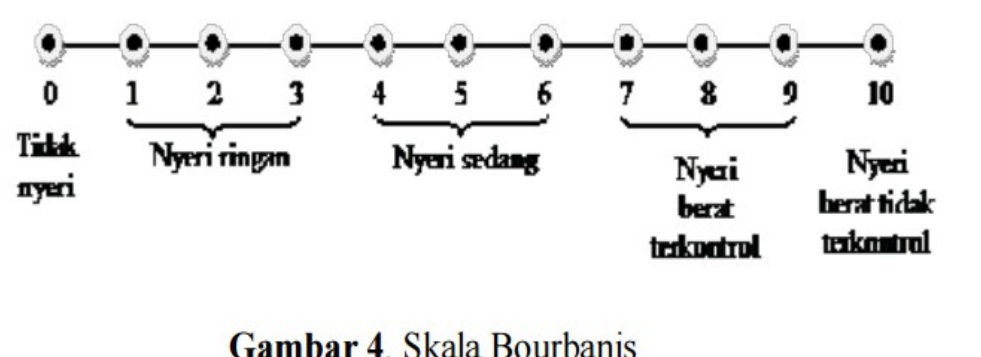 0 1 2 3 4 5 6 7 8 9 10
Tidak
nyeri
Nyeri ringan
Nyeri sedang
Nyeri
berat
terkontrol
Nyeri
berat tidak
terkontrol
Gambar 4. Skala Bourbanis